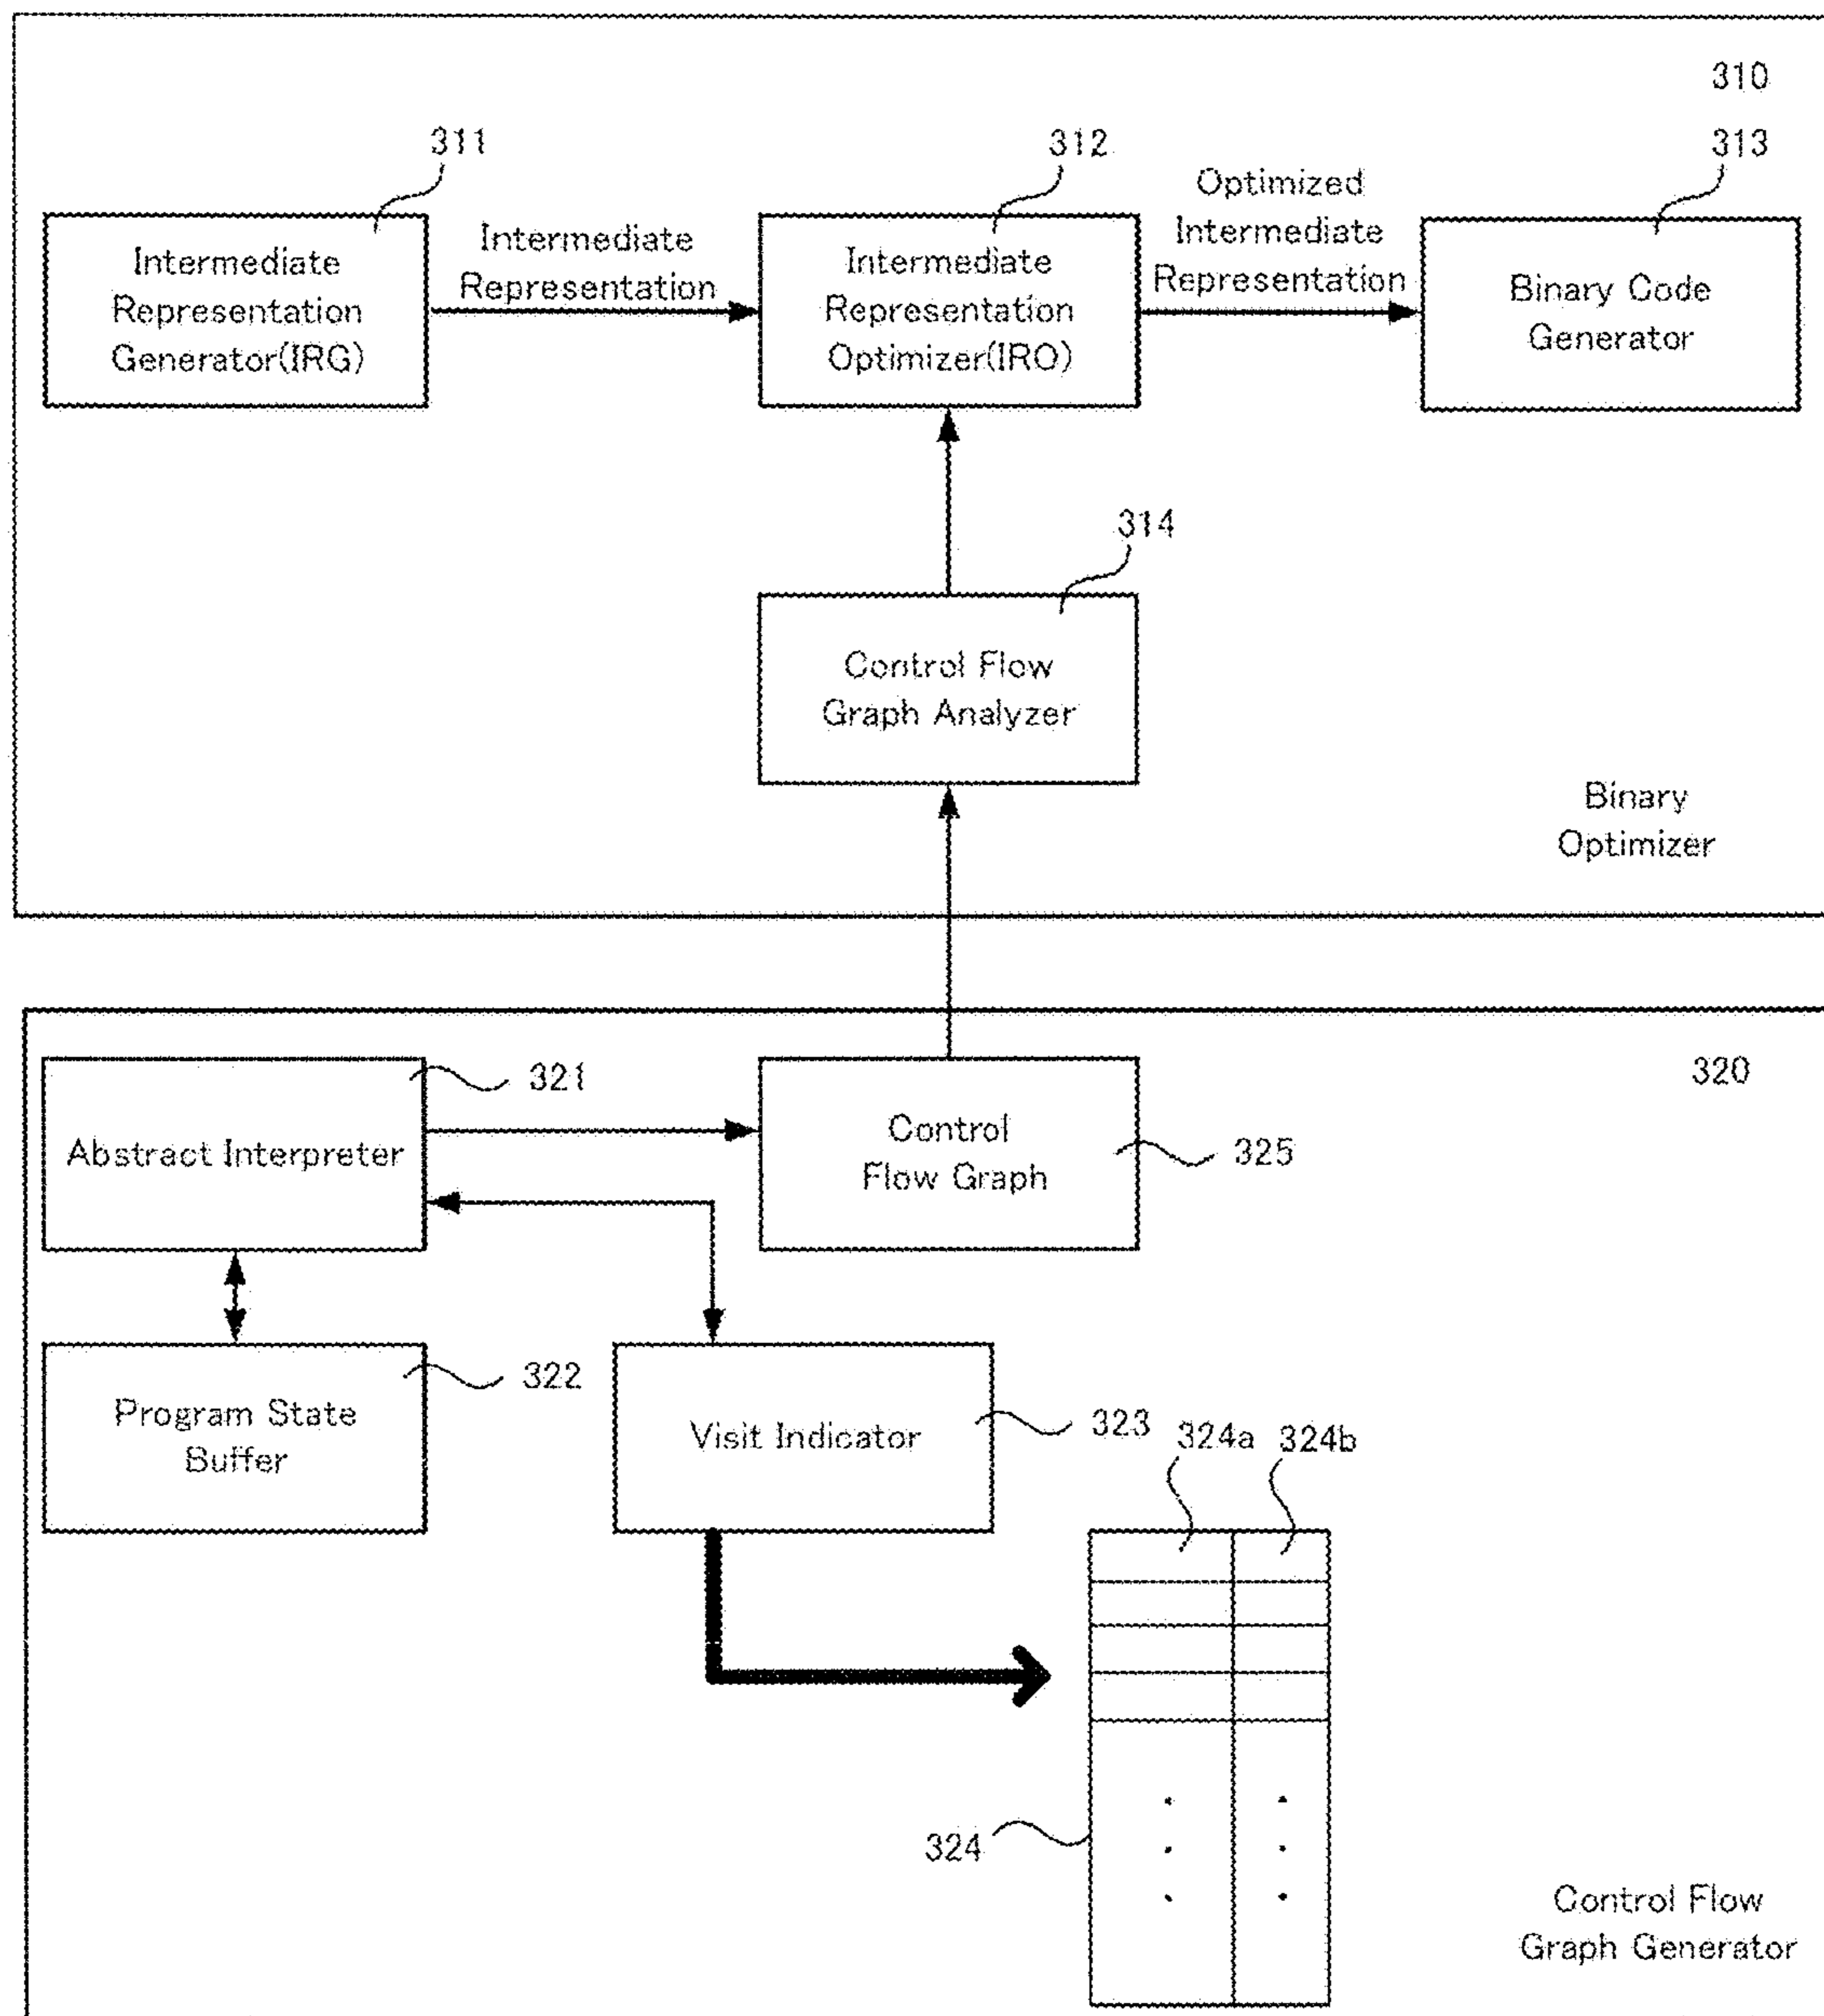 310
311
312
313
Intermediate
Representation
Generator(IRG)
Intermediate
Representation
Intermediate
Representation
Optimizer(IRO)
Optimized
Intermediate
Representation
Binary Code
Generator
314
Control Flow
Graph Analyzer
Binary
Optimizer
320
321
Abstract Interpreter
Control
Flow Graph
325
Program State
Buffer
322
Visit Indicator
323
324a
324b
324
Control Flow
Graph Generator